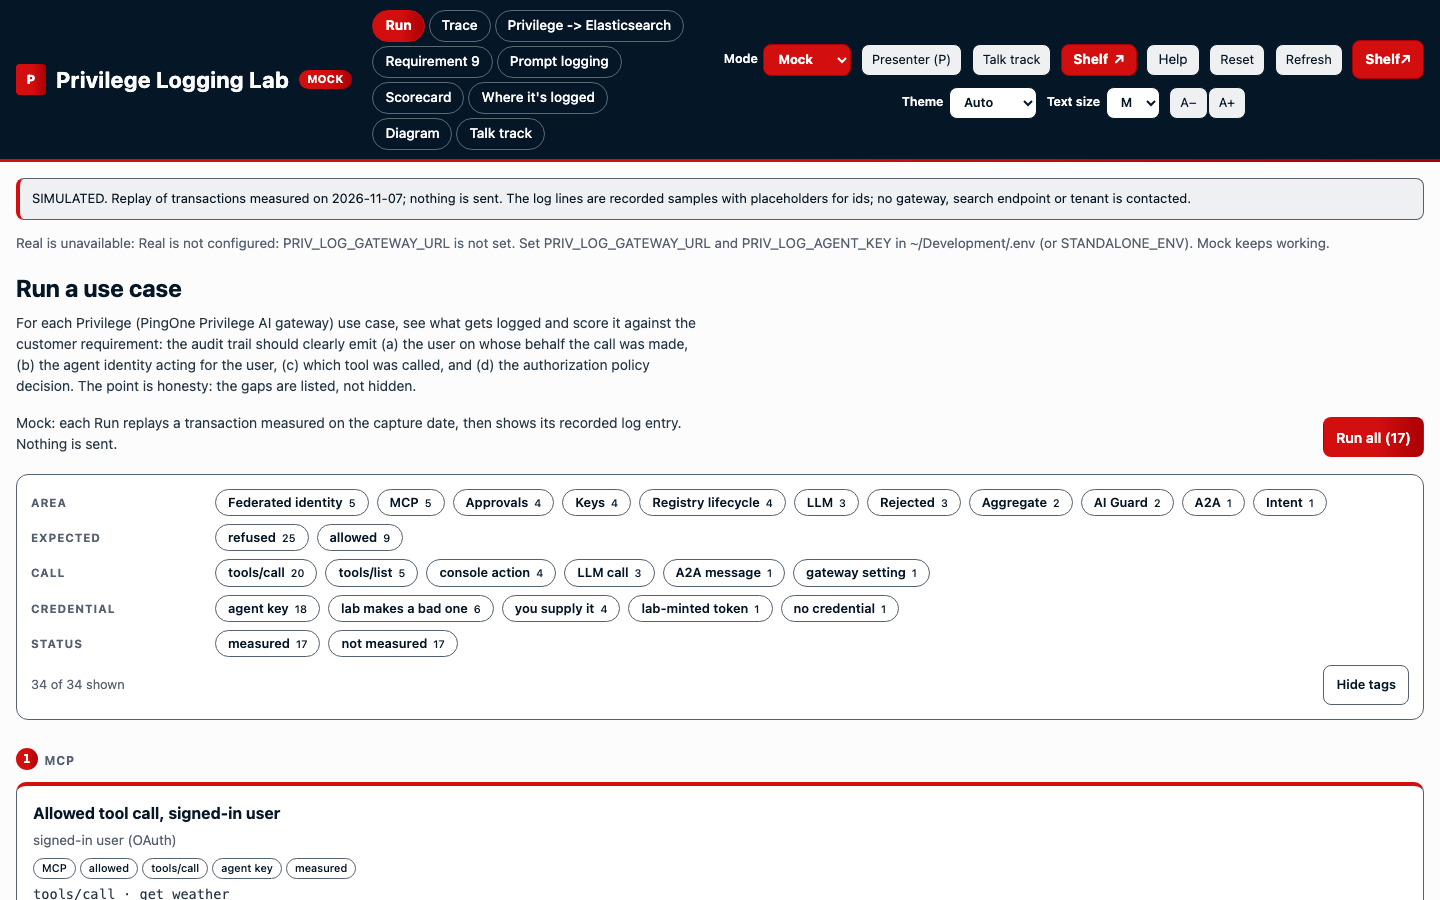 P Privilege Logging Lab MOCK
Run Trace Privilege -> Elasticsearch
Requirement 9 Prompt logging
Scorecard Where it's logged
Diagram Talk track
Mode Mock Presenter (P) Talk track Shelf ↗ Help Reset Refresh Shelf↗
Theme Auto Text size M A− A+
SIMULATED. Replay of transactions measured on 2026-11-07; nothing is sent. The log lines are recorded samples with placeholders for ids; no gateway, search endpoint or tenant is contacted.
Real is unavailable: Real is not configured: PRIV_LOG_GATEWAY_URL is not set. Set PRIV_LOG_GATEWAY_URL and PRIV_LOG_AGENT_KEY in ~/Development/.env (or STANDALONE_ENV). Mock keeps working.
Run a use case
For each Privilege (PingOne Privilege AI gateway) use case, see what gets logged and score it against the
customer requirement: the audit trail should clearly emit (a) the user on whose behalf the call was made,
(b) the agent identity acting for the user, (c) which tool was called, and (d) the authorization policy
decision. The point is honesty: the gaps are listed, not hidden.
Mock: each Run replays a transaction measured on the capture date, then shows its recorded log entry.
Nothing is sent.
Run all (17)
AREA Federated identity 5 MCP 5 Approvals 4 Keys 4 Registry lifecycle 4 LLM 3 Rejected 3 Aggregate 2 AI Guard 2 A2A 1 Intent 1
EXPECTED refused 25 allowed 9
CALL tools/call 20 tools/list 5 console action 4 LLM call 3 A2A message 1 gateway setting 1
CREDENTIAL agent key 18 lab makes a bad one 6 you supply it 4 lab-minted token 1 no credential 1
STATUS measured 17 not measured 17
34 of 34 shown Hide tags
1 MCP
Allowed tool call, signed-in user
signed-in user (OAuth)
MCP allowed tools/call agent key measured
tools/call · get weather